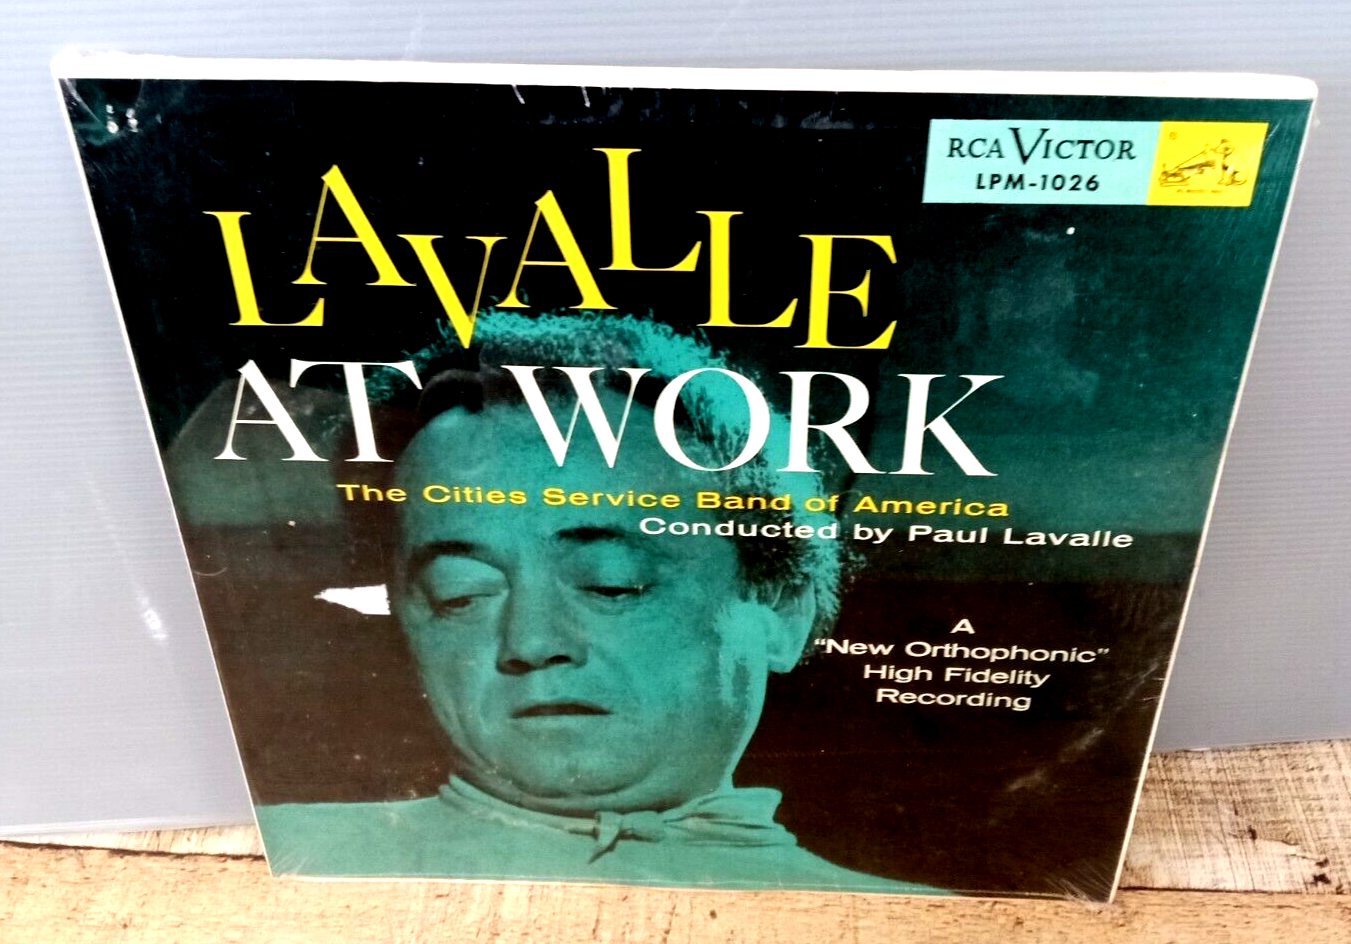 RCA VICTOR
LPM-1026
LAVALLE
AT WORK
The Cities Service Band of America
Conducted by Paul Lavalle
A
“New Orthophonic”
High Fidelity
Recording